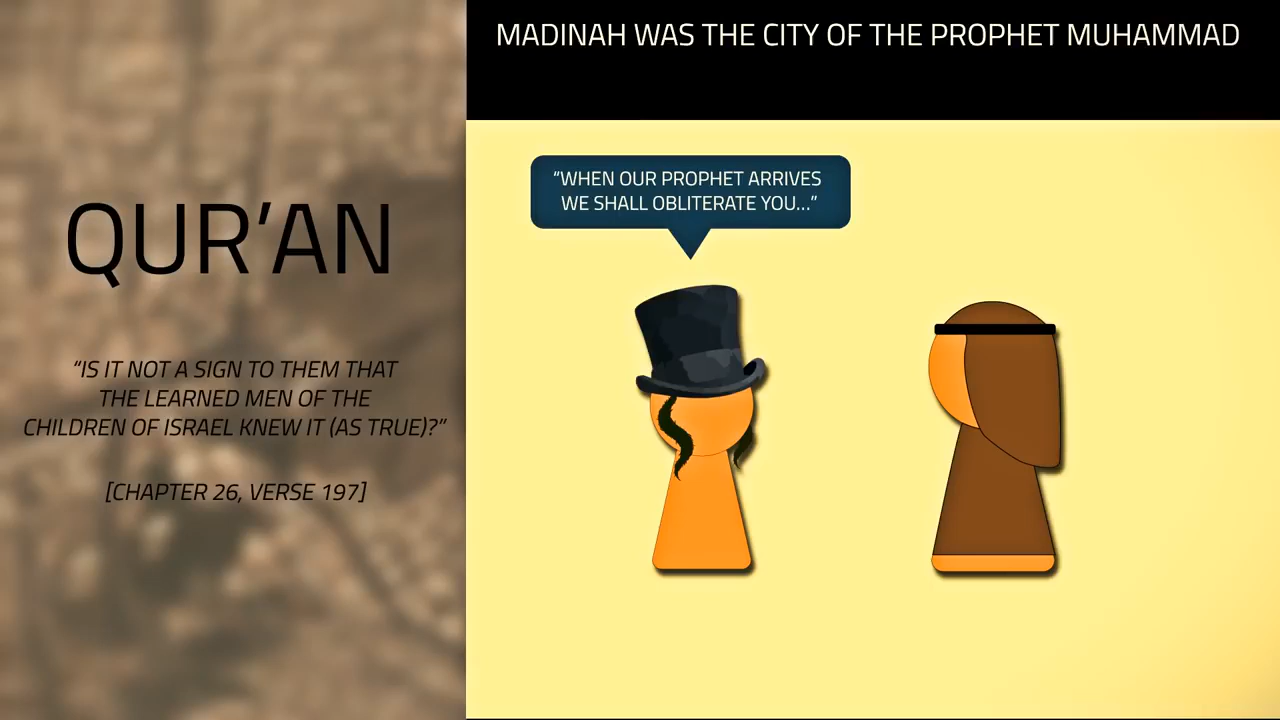 MADINAH WAS THE CITY OF THE PROPHET MUHAMMAD
QUR’AN
“IS IT NOT A SIGN TO THEM THAT
THE LEARNED MEN OF THE
CHILDREN OF ISRAEL KNEW IT (AS TRUE)?”
[CHAPTER 26, VERSE 197]
“WHEN OUR PROPHET ARRIVES
WE SHALL OBLITERATE YOU...”